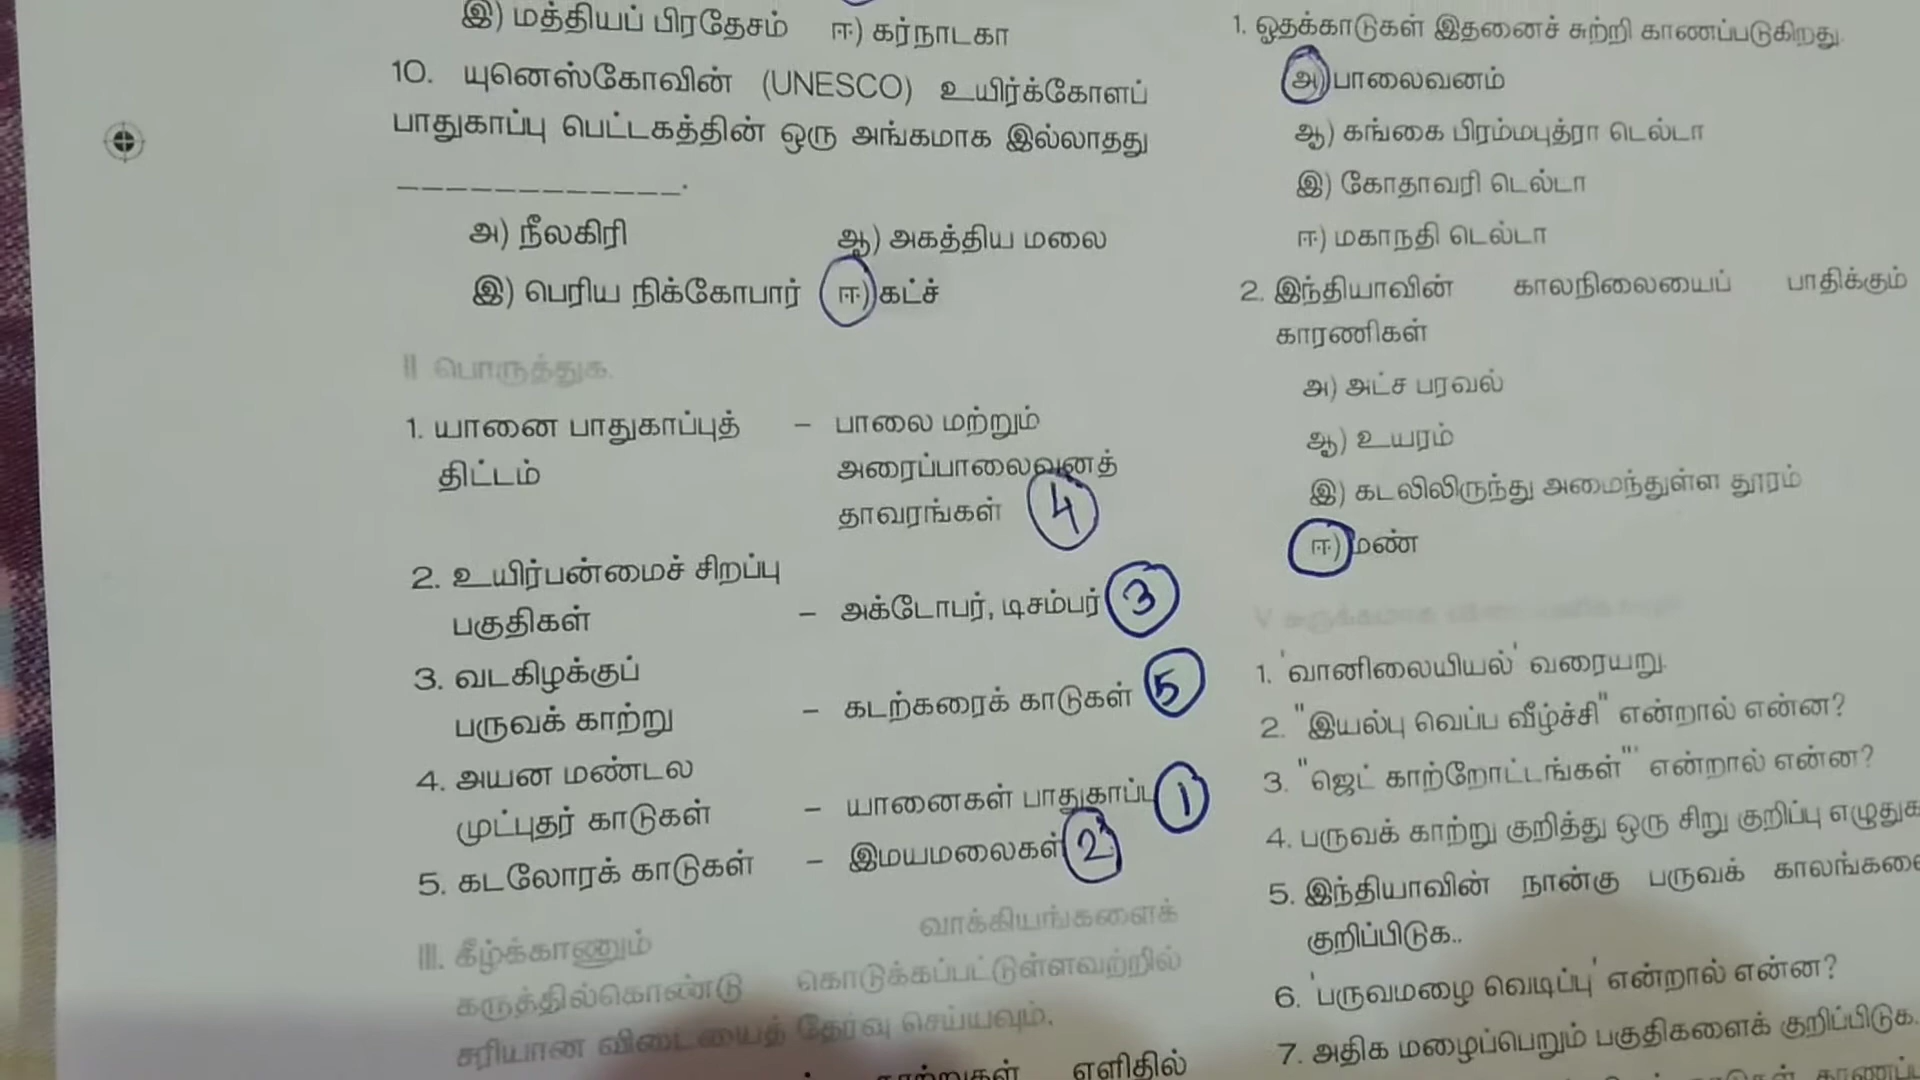 இ) மத்தியப் பிரதேசம் ஈ) கர்நாடகா
10. யுனெஸ்கோவின் (UNESCO) உயிர்க்கோளப்
பாதுகாப்பு பெட்டகத்தின் ஒரு அங்கமாக இல்லாதது
____________.
அ) நீலகிரி ஆ) அகத்திய மலை
இ) பெரிய நிக்கோபார் ஈ) கட்ச்
II பொருத்துக.
1. யானை பாதுகாப்புத் – பாலை மற்றும்
திட்டம் அரைப்பாலைவனத்
தாவரங்கள் 4
2. உயிர்பன்மைச் சிறப்பு
பகுதிகள் – அக்டோபர், டிசம்பர் 3
3. வடகிழக்குப்
பருவக் காற்று – கடற்கரைக் காடுகள் 5
4. அயன மண்டல
முட்புதர் காடுகள் – யானைகள் பாதுகாப்பு 1
5. கடலோரக் காடுகள் – இமயமலைகள் 2
III. கீழ்க்காணும் வாக்கியங்களைக்
கருத்தில்கொண்டு கொடுக்கப்பட்டுள்ளவற்றில்
சரியான விடையைத் தேர்வு செய்யவும்.
எளிதில்
1. ஓதக்காடுகள் இதனைச் சுற்றி காணப்படுகிறது.
அ) பாலைவனம்
ஆ) கங்கை பிரம்மபுத்ரா டெல்டா
இ) கோதாவரி டெல்டா
ஈ) மகாநதி டெல்டா
2. இந்தியாவின் காலநிலையைப் பாதிக்கும்
காரணிகள்
அ) அட்ச பரவல்
ஆ) உயரம்
இ) கடலிலிருந்து அமைந்துள்ள தூரம்
ஈ) மண்
1. 'வானிலையியல்' வரையறு.
2. "இயல்பு வெப்ப வீழ்ச்சி" என்றால் என்ன?
3. "ஜெட் காற்றோட்டங்கள்" என்றால் என்ன?
4. பருவக் காற்று குறித்து ஒரு சிறு குறிப்பு எழுதுக
5. இந்தியாவின் நான்கு பருவக்
குறிப்பிடுக..
6. 'பருவமழை வெடிப்பு' என்றால் என்ன?
7. அதிக மழைப்பெறும் பகுதிகளைக் குறிப்பிடுக.